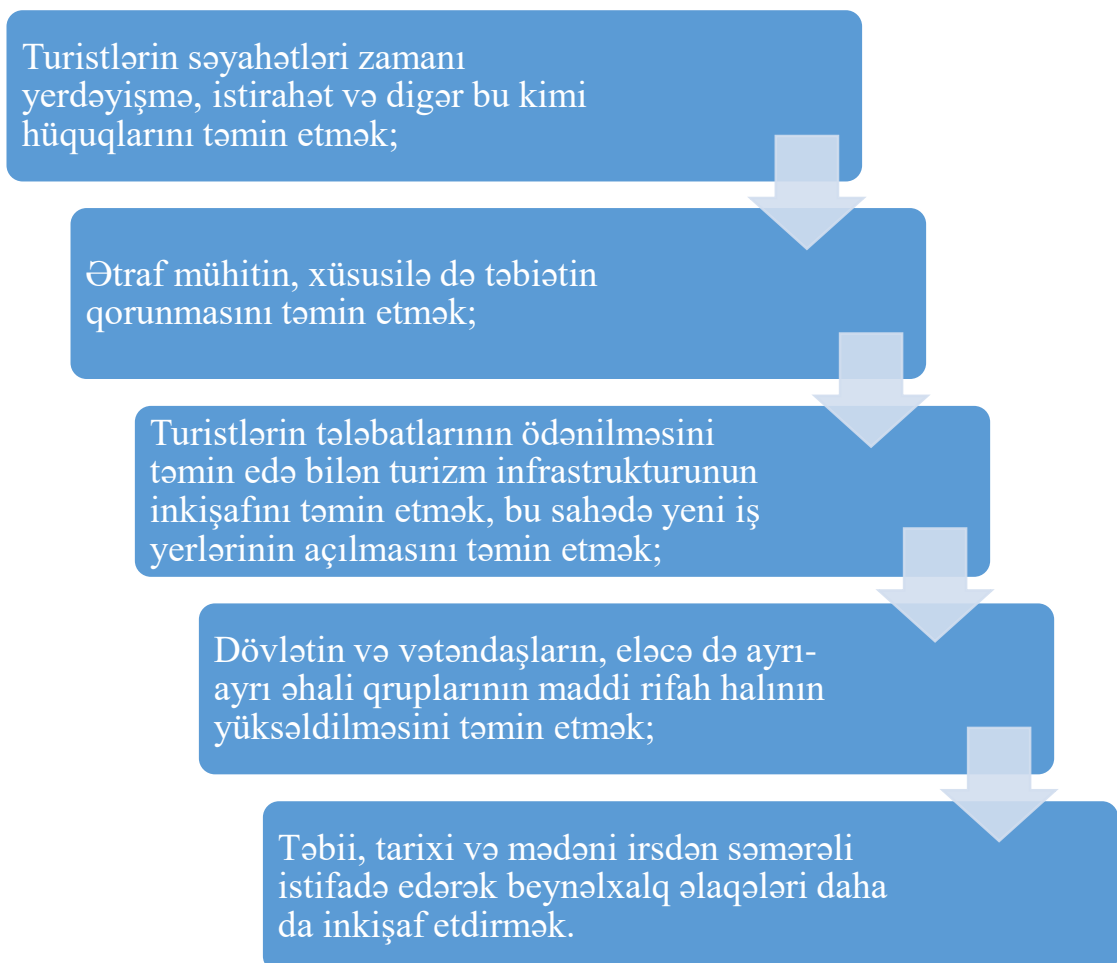 Turistlərin səyahətləri zamanı
yerdəyişmə, istirahət və digər bu kimi
hüquqlarını təmin etmək;
Ətraf mühitin, xüsusilə də təbiətin
qorunmasını təmin etmək;
Turistlərin tələbatlarının ödənilməsini
təmin edə bilən turizm infrastrukturunun
inkişafını təmin etmək, bu sahədə yeni iş
yerlərinin açılmasını təmin etmək;
Dövlətin və vətəndaşların, eləcə də ayrı-
ayrı əhali qruplarının maddi rifah halının
yüksəldilməsini təmin etmək;
Təbii, tarixi və mədəni irsdən səmərəli
istifadə edərək beynəlxalq əlaqələri daha
da inkişaf etdirmək.